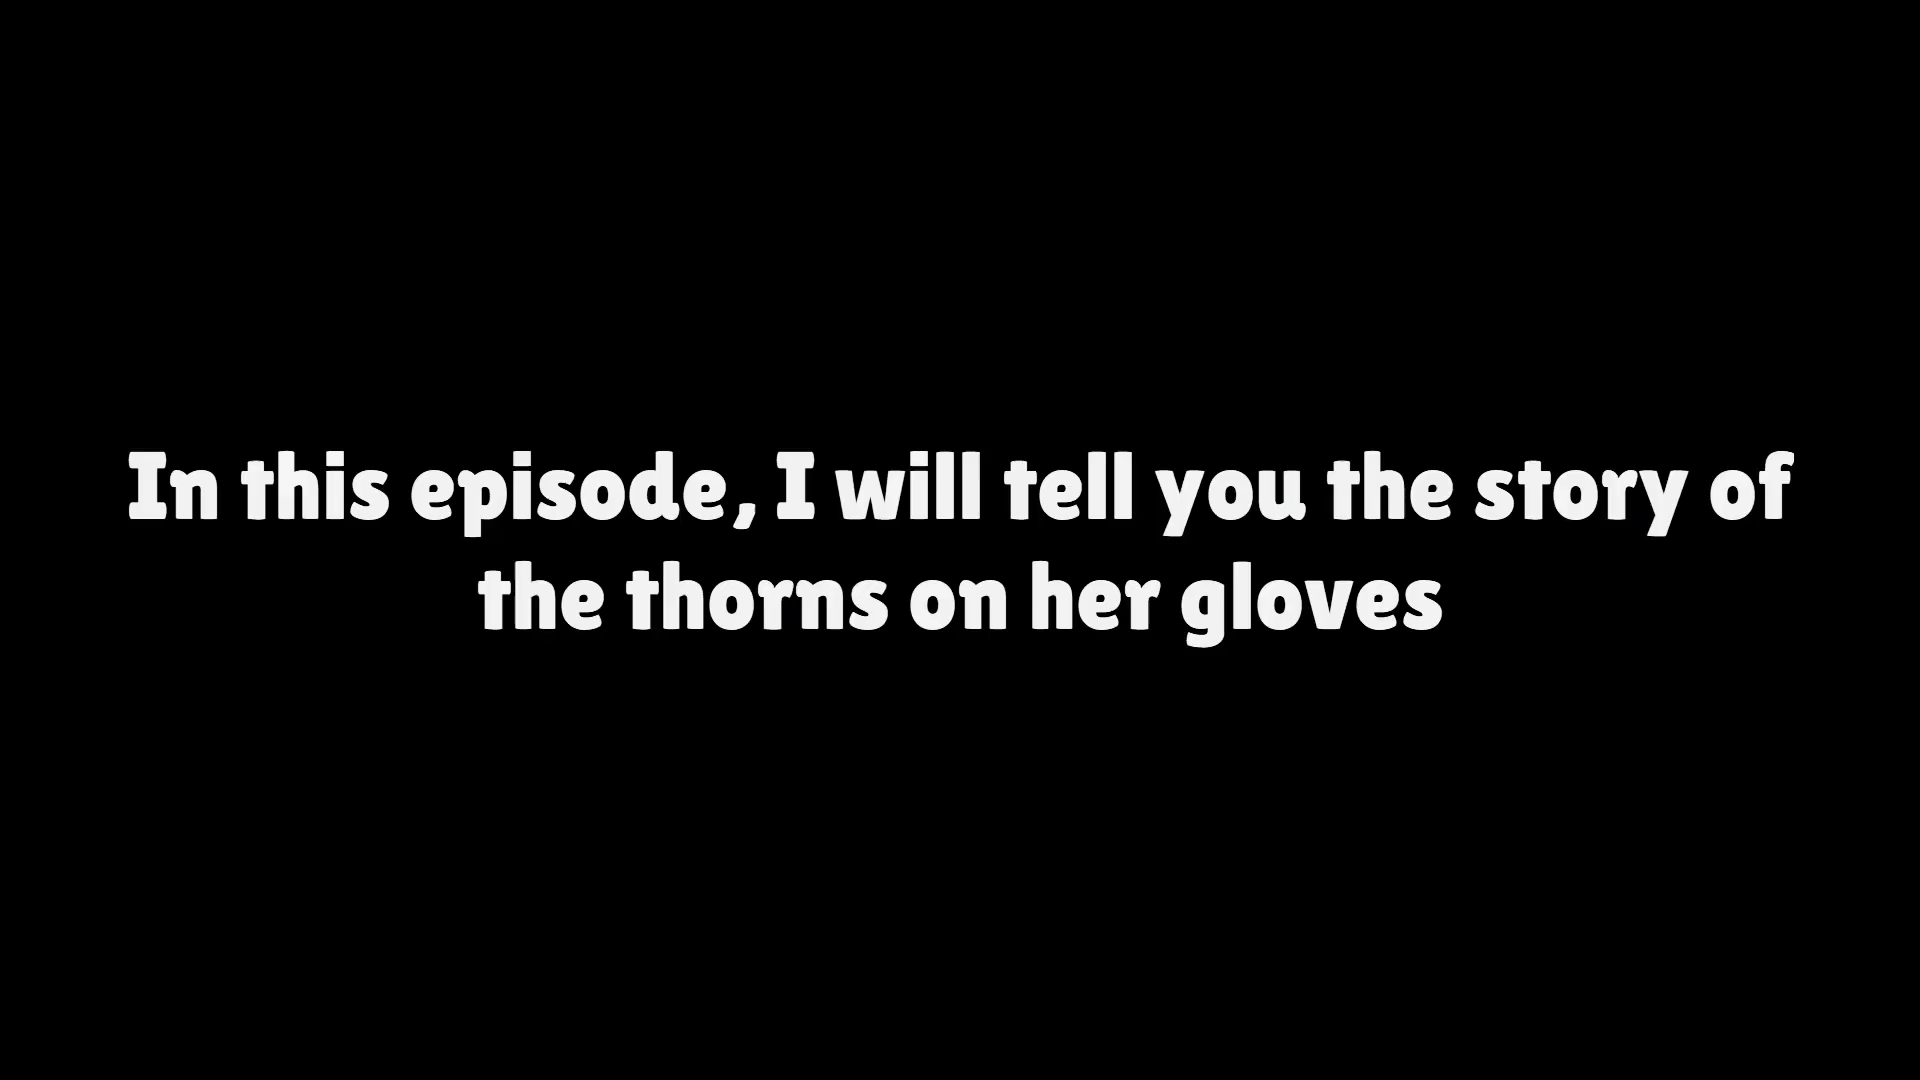 In this episode, I will tell you the story of
the thorns on her gloves